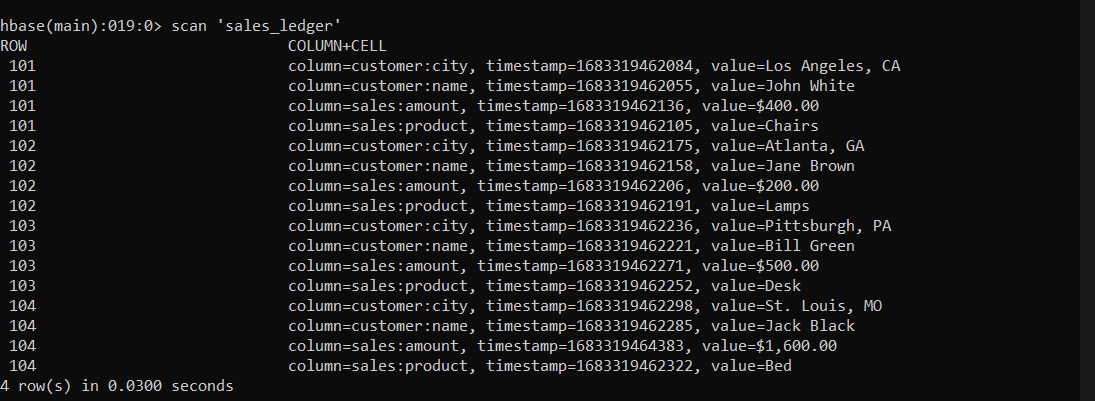 hbase(main):019:0> scan 'sales_ledger'
ROW COLUMN+CELL
101 column=customer:city, timestamp=1683319462084, value=Los Angeles, CA
101 column=customer:name, timestamp=1683319462055, value=John White
101 column=sales:amount, timestamp=1683319462136, value=$400.00
101 column=sales:product, timestamp=1683319462105, value=Chairs
102 column=customer:city, timestamp=1683319462175, value=Atlanta, GA
102 column=customer:name, timestamp=1683319462158, value=Jane Brown
102 column=sales:amount, timestamp=1683319462206, value=$200.00
102 column=sales:product, timestamp=1683319462191, value=Lamps
103 column=customer:city, timestamp=1683319462236, value=Pittsburgh, PA
103 column=customer:name, timestamp=1683319462221, value=Bill Green
103 column=sales:amount, timestamp=1683319462271, value=$500.00
103 column=sales:product, timestamp=1683319462252, value=Desk
104 column=customer:city, timestamp=1683319462298, value=St. Louis, MO
104 column=customer:name, timestamp=1683319462285, value=Jack Black
104 column=sales:amount, timestamp=1683319464383, value=$1,600.00
104 column=sales:product, timestamp=1683319462322, value=Bed
4 row(s) in 0.0300 seconds